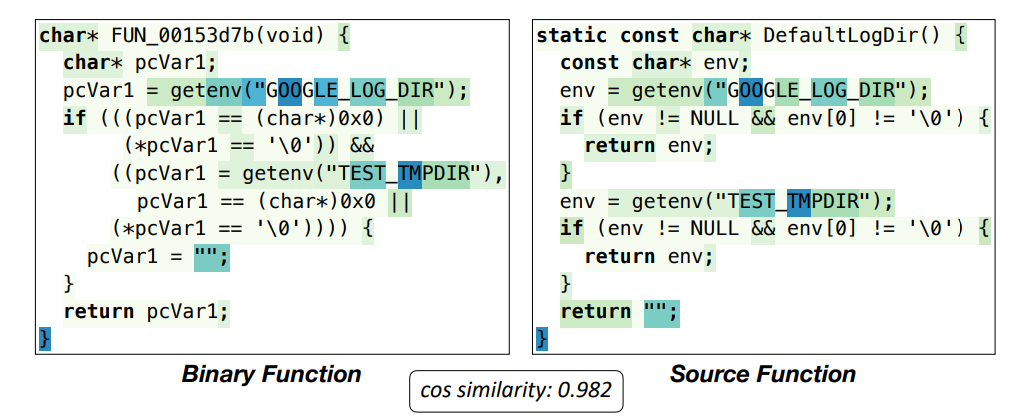 char* FUN_00153d7b(void) {
char* pcVar1;
pcVar1 = getenv("GOOGLE_LOG_DIR");
if (((pcVar1 == (char*)0x0) ||
(*pcVar1 == '\0')) &&
((pcVar1 = getenv("TEST_TMPDIR"),
pcVar1 == (char*)0x0 ||
(*pcVar1 == '\0')))) {
pcVar1 = "";
}
return pcVar1;
}
Binary Function
static const char* DefaultLogDir() {
const char* env;
env = getenv("GOOGLE_LOG_DIR");
if (env != NULL && env[0] != '\0') {
return env;
}
env = getenv("TEST_TMPDIR");
if (env != NULL && env[0] != '\0') {
return env;
}
return "";
}
Source Function
cos similarity: 0.982